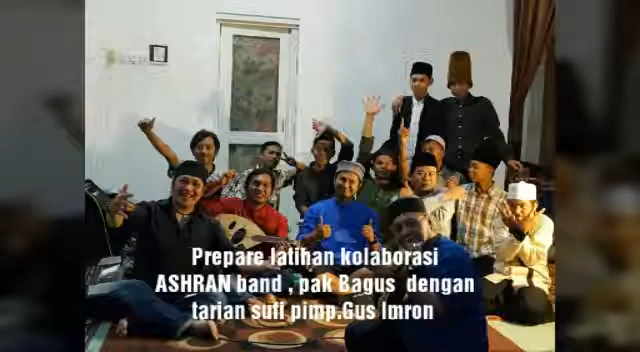 Prepare latihan kolaborasi
ASHRAN band , pak Bagus dengan
tarian sufi pimp.Gus Imron